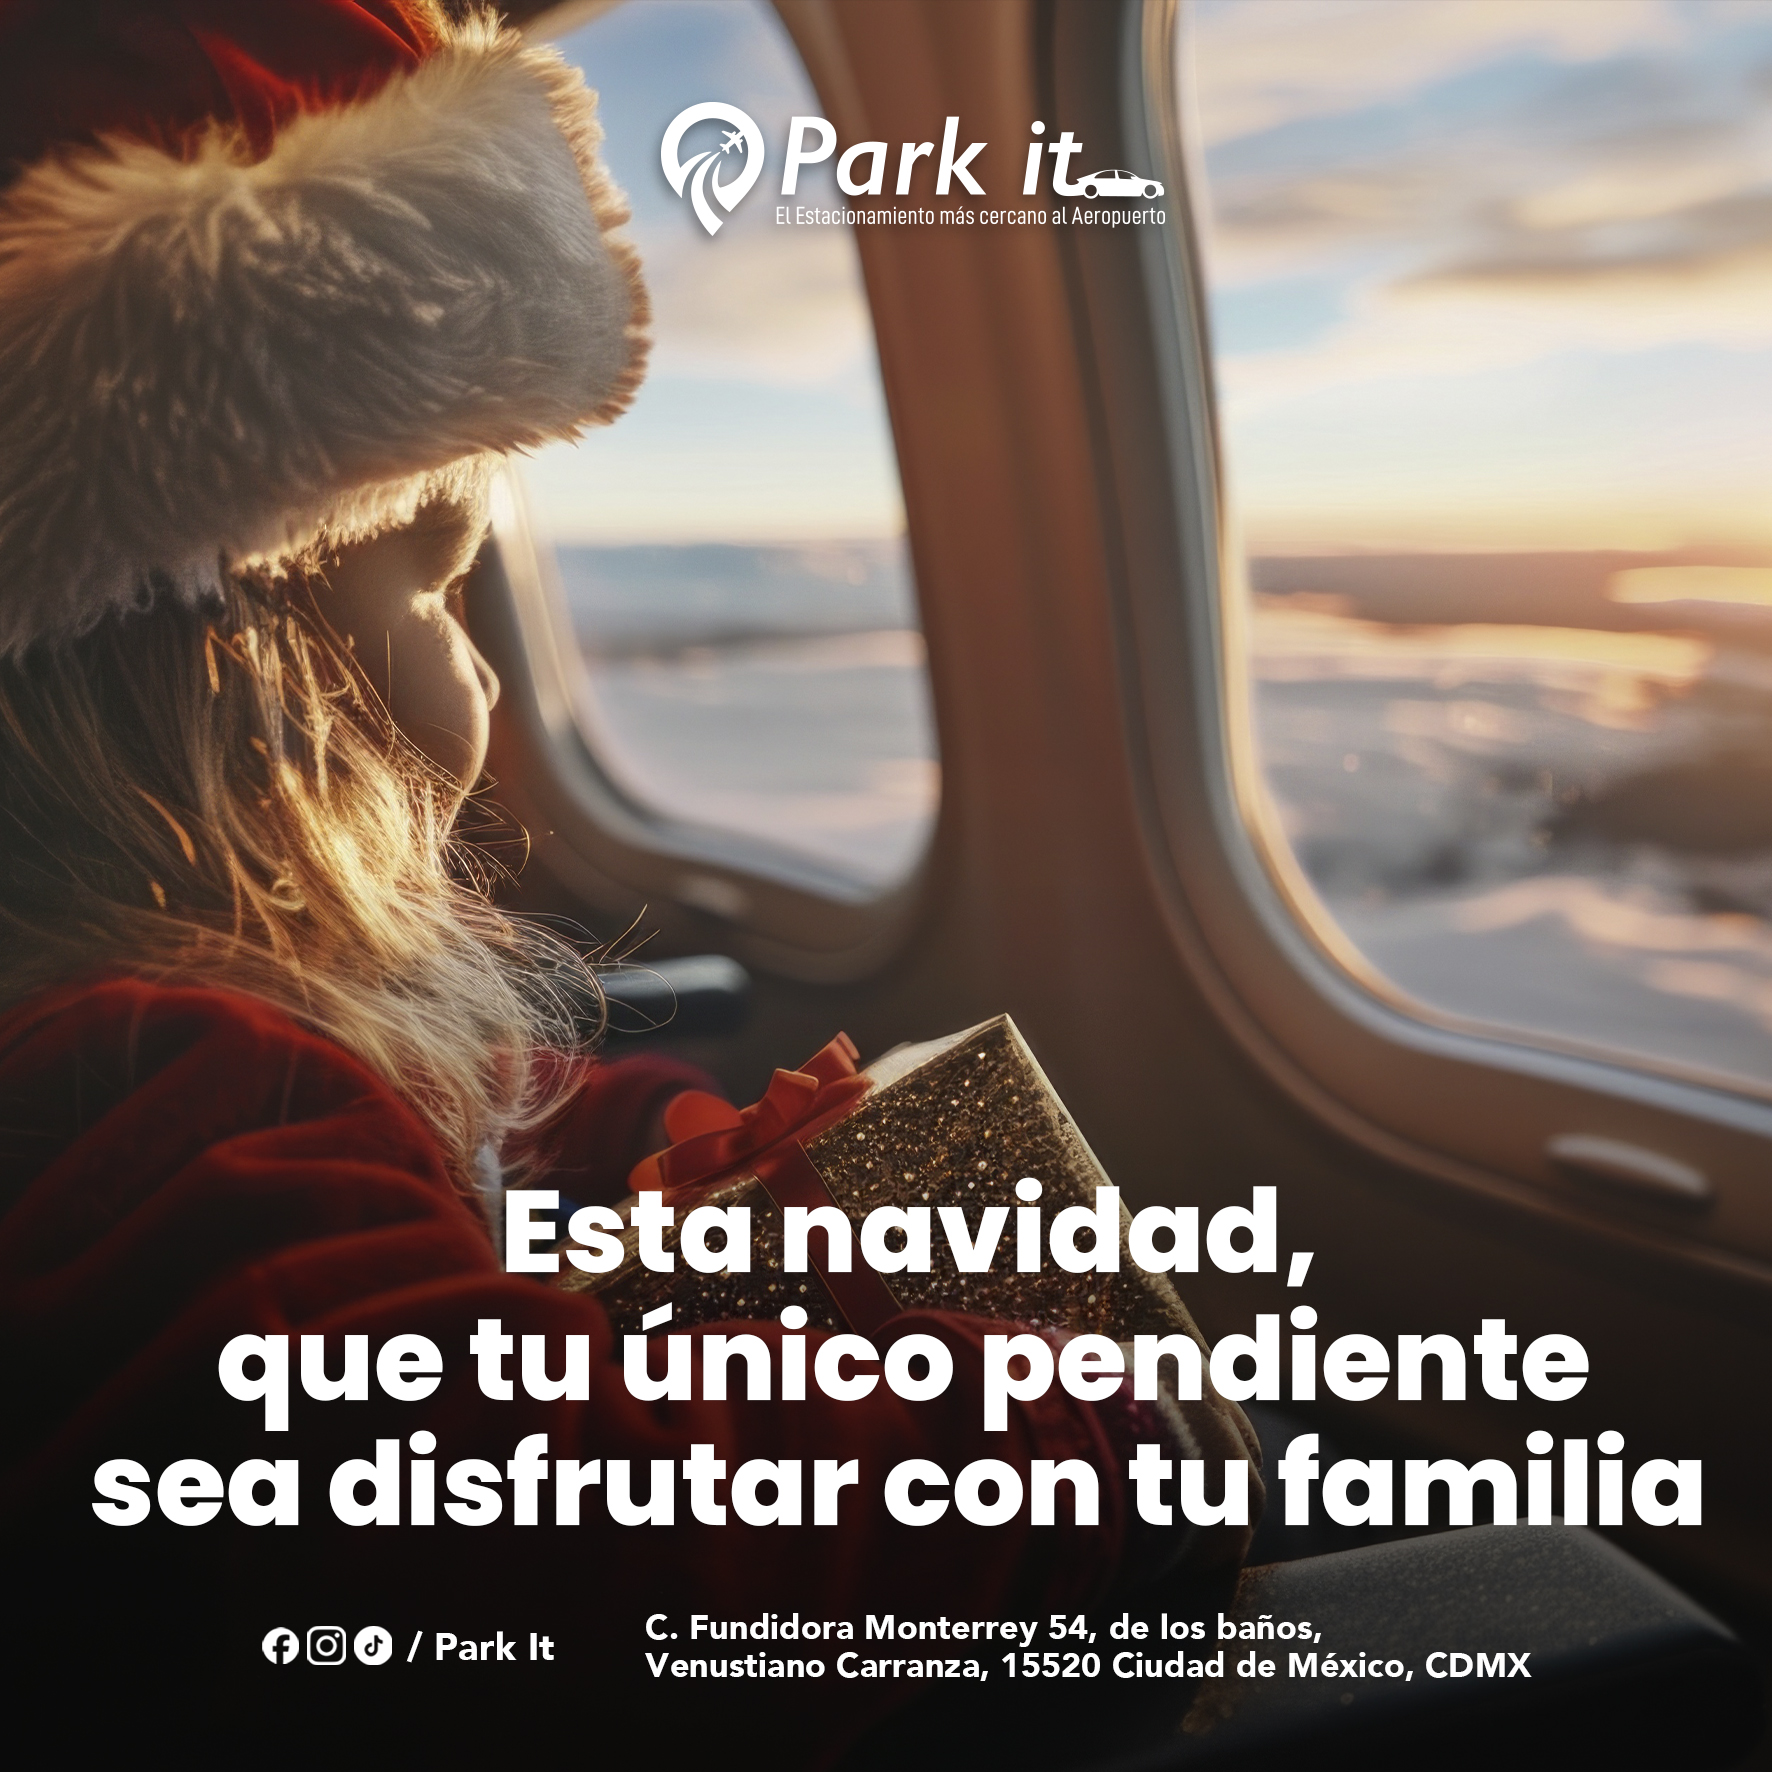 Park it
El Estacionamiento más cercano al Aeropuerto
Esta navidad,
que tu único pendiente
sea disfrutar con tu familia
/ Park It
C. Fundidora Monterrey 54, de los baños,
Venustiano Carranza, 15520 Ciudad de México, CDMX